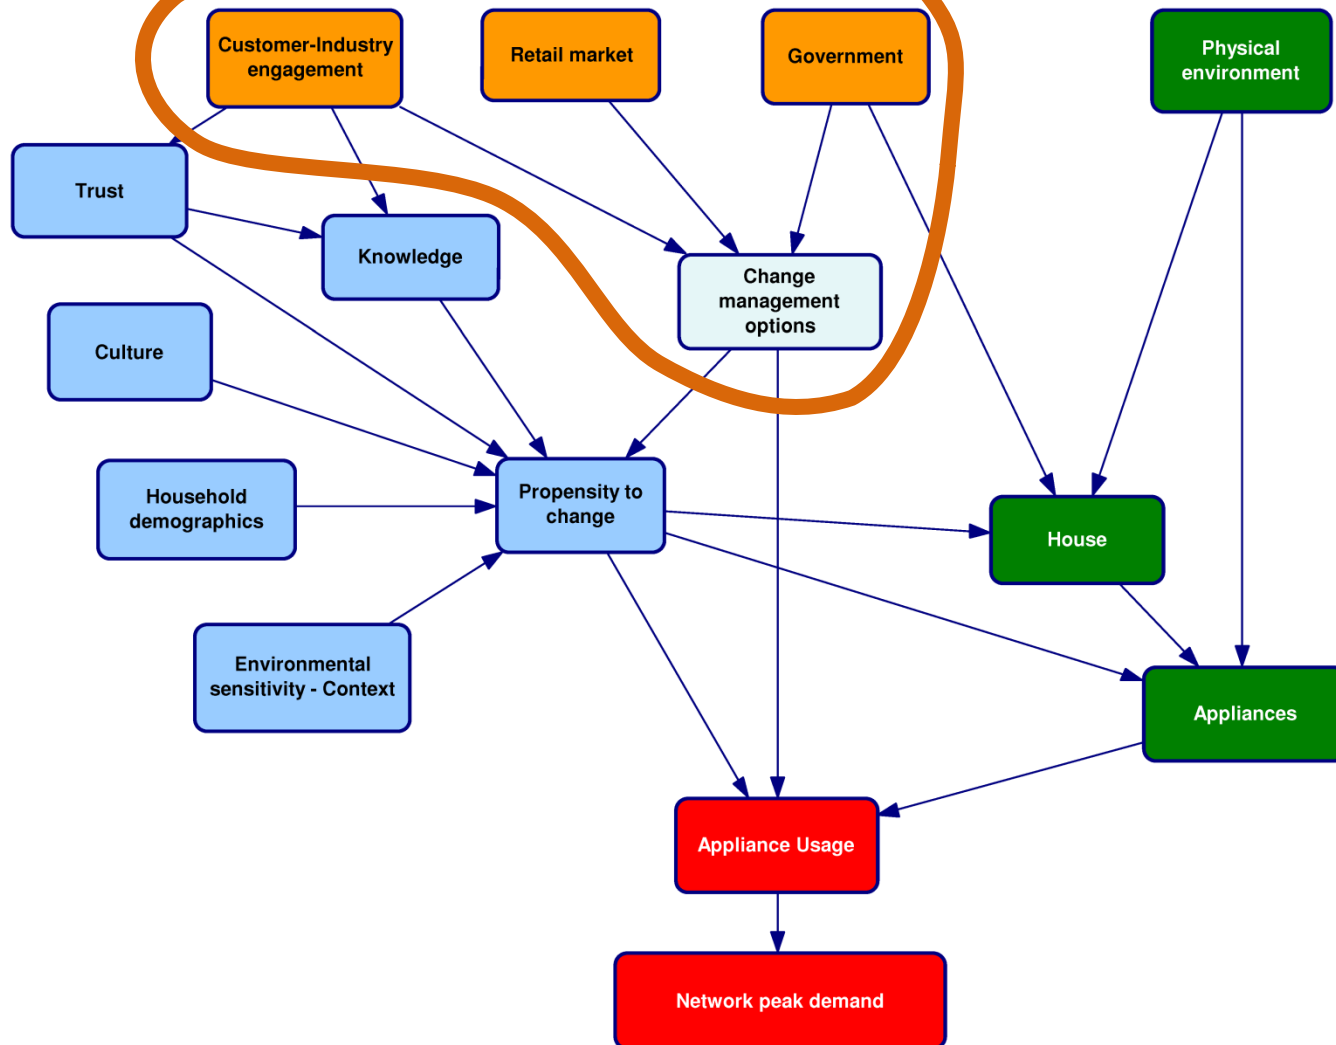 Customer-Industry
engagement
Retail market
Government
Physical
environment
Trust
Knowledge
Change
management
options
Culture
Household
demographics
Propensity to
change
House
Environmental
sensitivity - Context
Appliances
Appliance Usage
Network peak demand